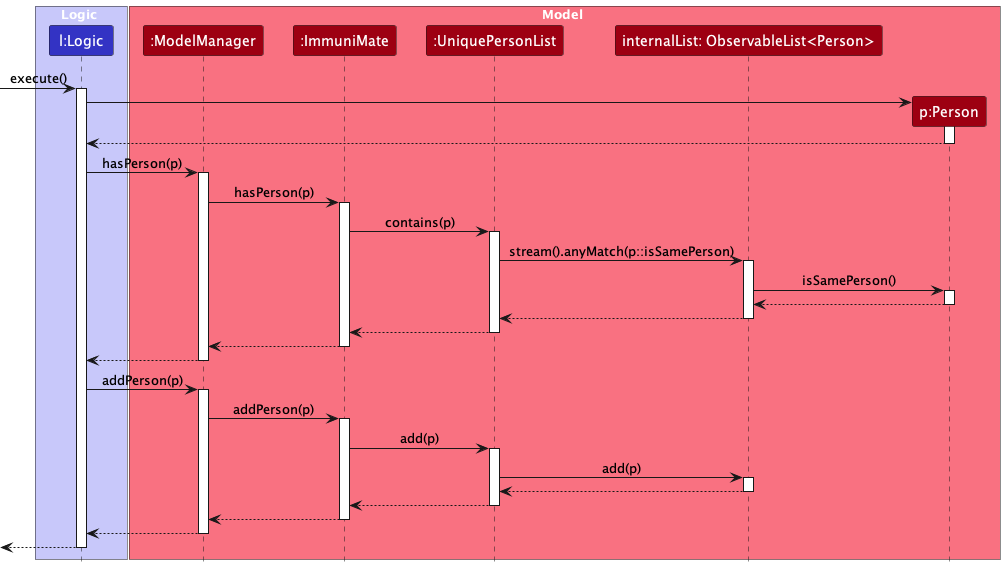 Logic
Model
l:Logic
:ModelManager
:ImmuniMate
:UniquePersonList
internalList: ObservableList<Person>
execute()
p:Person
hasPerson(p)
hasPerson(p)
contains(p)
stream().anyMatch(p::isSamePerson)
isSamePerson()
addPerson(p)
addPerson(p)
add(p)
add(p)